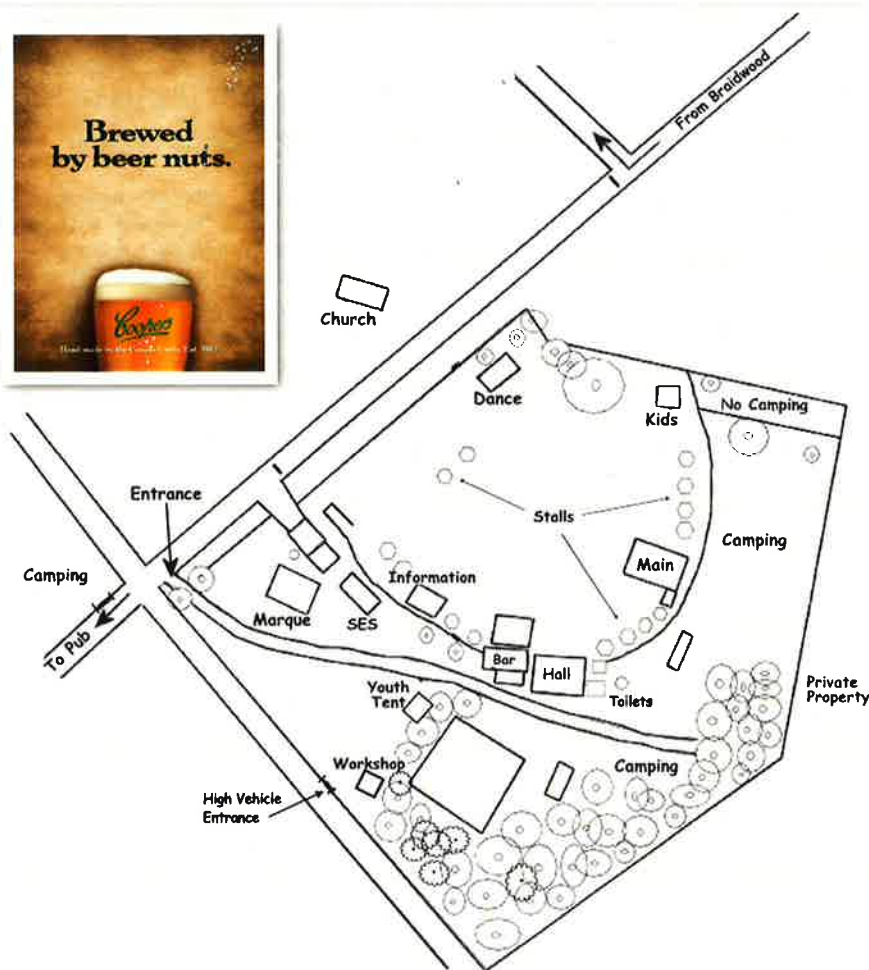 Brewed
by beer nuts.
Coopers
From Braidwood
Church
Dance
Kids
No Camping
Entrance
Stalls
Camping
Camping
Information
Main
Marque
SES
To Pub
Bar
Hall
Toilets
Private
Property
Youth
Tent
Workshop
Camping
High Vehicle
Entrance